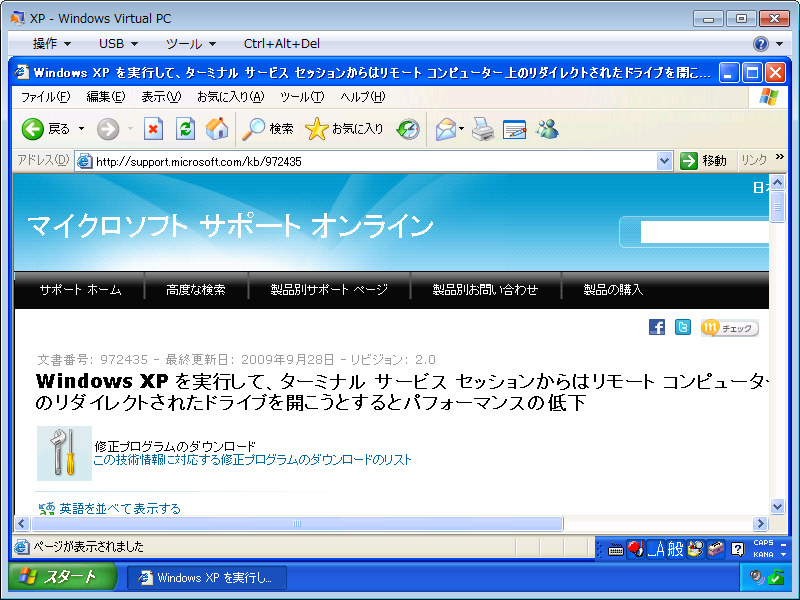 XP - Windows Virtual PC
操作 USB ツール Ctrl+Alt+Del
Windows XP を実行して、ターミナル サービス セッションからはリモート コンピューター上のリダイレクトされたドライブを開こ...
ファイル(F) 編集(E) 表示(V) お気に入り(A) ツール(T) ヘルプ(H)
戻る 検索 お気に入り
アドレス(D) http://support.microsoft.com/kb/972435 移動 リンク »
日本
マイクロソフト サポート オンライン
サポート ホーム 高度な検索 製品別サポート ページ 製品別お問い合わせ 製品の購入
f t m チェック
文書番号: 972435 - 最終更新日: 2009年9月28日 - リビジョン: 2.0
Windows XP を実行して、ターミナル サービス セッションからはリモート コンピューター
のリダイレクトされたドライブを開こうとするとパフォーマンスの低下
修正プログラムのダウンロード
この技術情報に対応する修正プログラムのダウンロードのリスト
英語を並べて表示する
ページが表示されました
_A 般 CAPS
KANA
スタート Windows XP を実行し...